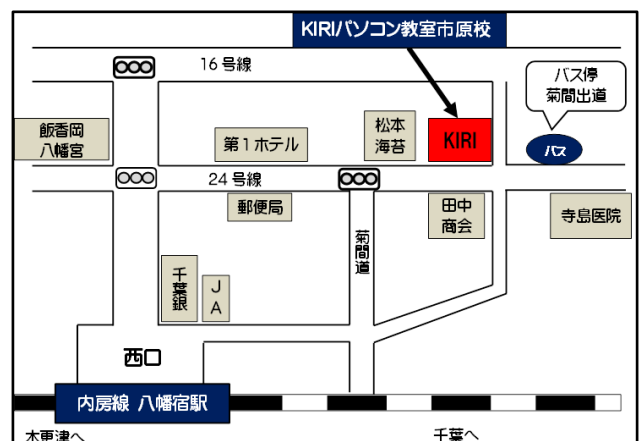 KIRIパソコン教室市原校
16号線
バス停
菊間出道
飯香岡
八幡宮
第1ホテル
松本
海苔
KIRI
バス
24号線
郵便局
田中
商会
寺島医院
菊間道
千葉銀
JA
西口
内房線 八幡宿駅
木更津へ
千葉へ